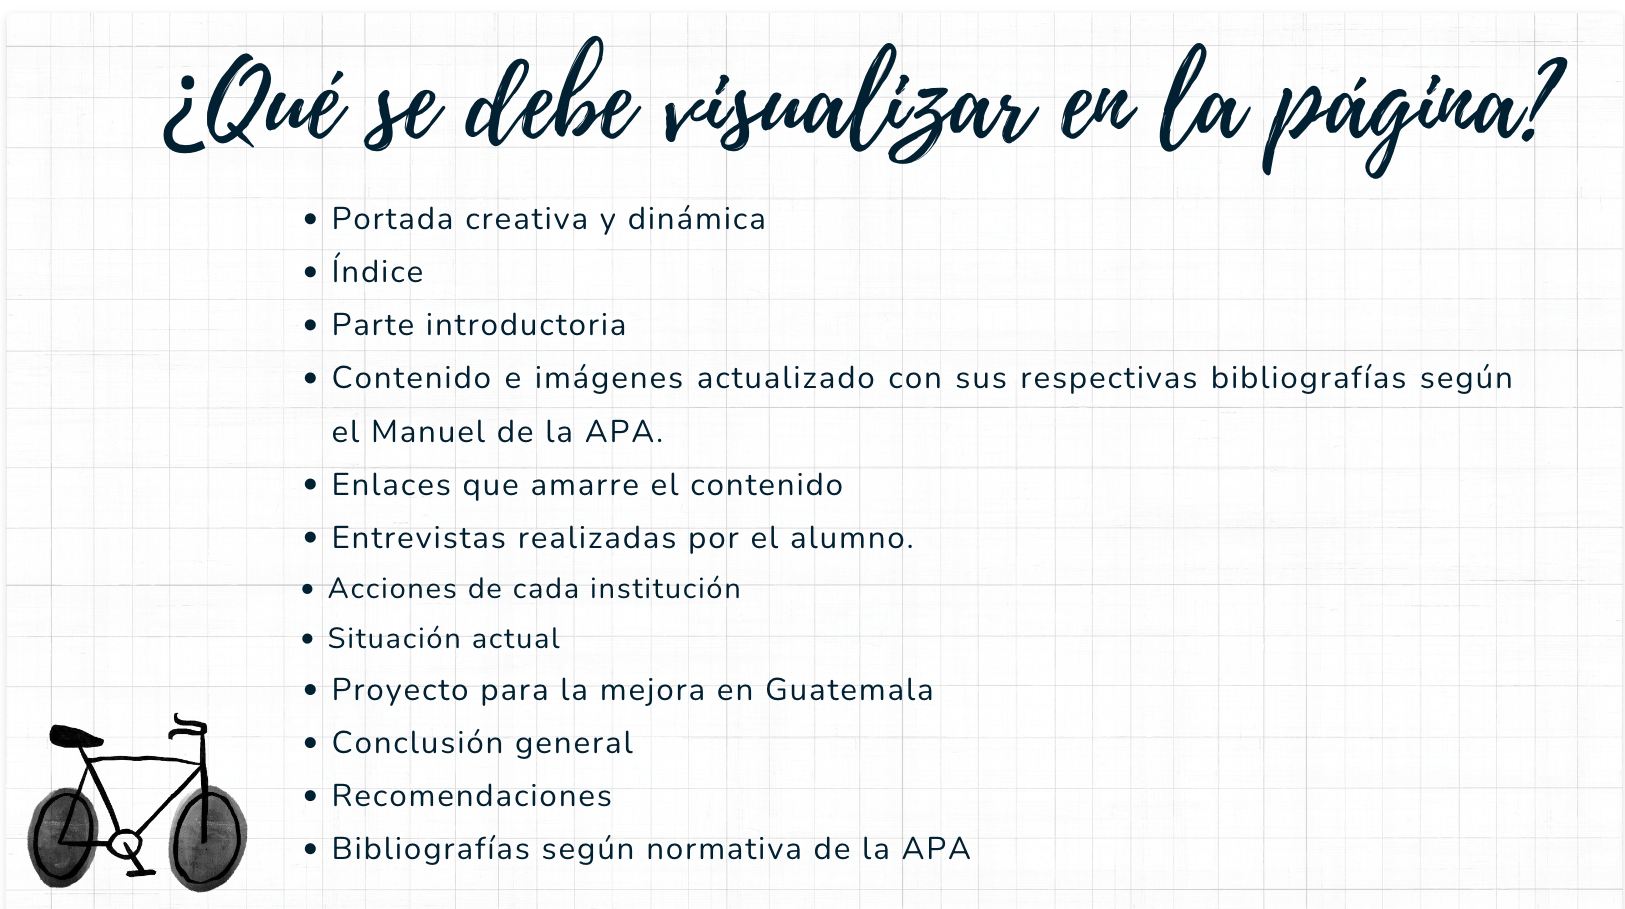 ¿Qué se debe visualizar en la página?
• Portada creativa y dinámica
• Índice
• Parte introductoria
• Contenido e imágenes actualizado con sus respectivas bibliografías según
el Manuel de la APA.
• Enlaces que amarre el contenido
• Entrevistas realizadas por el alumno.
• Acciones de cada institución
• Situación actual
• Proyecto para la mejora en Guatemala
• Conclusión general
• Recomendaciones
• Bibliografías según normativa de la APA